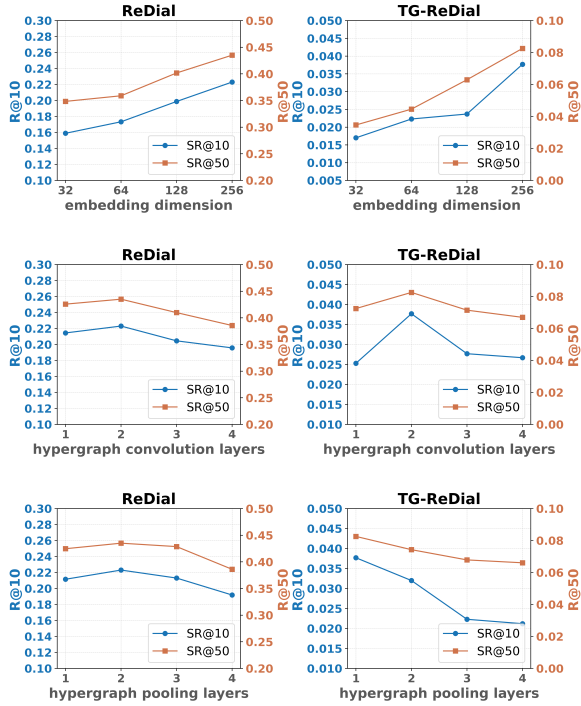 ReDial
0.30
0.28
0.26
0.24
0.22
0.20
0.18
0.16
0.14
0.12
0.10
R@10
0.50
0.45
0.40
0.35
0.30
0.25
0.20
R@50
SR@10
SR@50
32 64 128 256
embedding dimension
TG-ReDial
0.050
0.045
0.040
0.035
0.030
0.025
0.020
0.015
0.010
0.005
R@10
0.10
0.08
0.06
0.04
0.02
0.00
R@50
SR@10
SR@50
32 64 128 256
embedding dimension
ReDial
0.30
0.28
0.26
0.24
0.22
0.20
0.18
0.16
0.14
0.12
0.10
R@10
0.50
0.45
0.40
0.35
0.30
0.25
0.20
R@50
SR@10
SR@50
1 2 3 4
hypergraph convolution layers
TG-ReDial
0.050
0.045
0.040
0.035
0.030
0.025
0.020
0.015
0.010
R@10
0.10
0.08
0.06
0.04
0.02
0.00
R@50
SR@10
SR@50
1 2 3 4
hypergraph convolution layers
ReDial
0.30
0.28
0.26
0.24
0.22
0.20
0.18
0.16
0.14
0.12
0.10
R@10
0.50
0.45
0.40
0.35
0.30
0.25
0.20
R@50
SR@10
SR@50
1 2 3 4
hypergraph pooling layers
TG-ReDial
0.050
0.045
0.040
0.035
0.030
0.025
0.020
0.015
0.010
R@10
0.10
0.08
0.06
0.04
0.02
0.00
R@50
SR@10
SR@50
1 2 3 4
hypergraph pooling layers